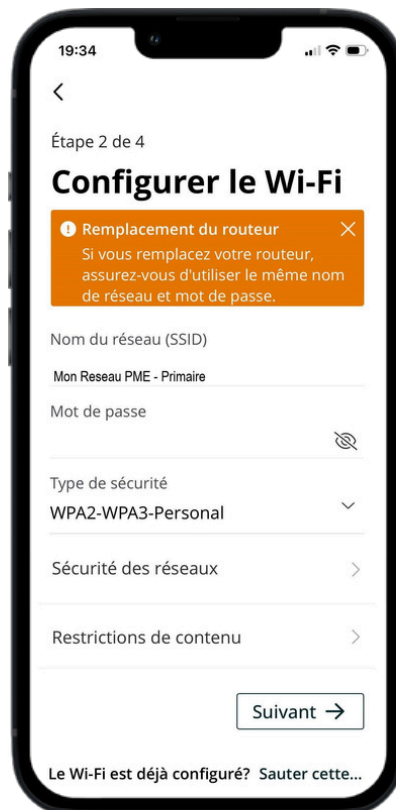 19:34
Étape 2 de 4
Configurer le Wi-Fi
Remplacement du routeur
Si vous remplacez votre routeur,
assurez-vous d'utiliser le même nom
de réseau et mot de passe.
Nom du réseau (SSID)
Mon Reseau PME - Primaire
Mot de passe
Type de sécurité
WPA2-WPA3-Personal
Sécurité des réseaux
Restrictions de contenu
Suivant →
Le Wi-Fi est déjà configuré? Sauter cette...